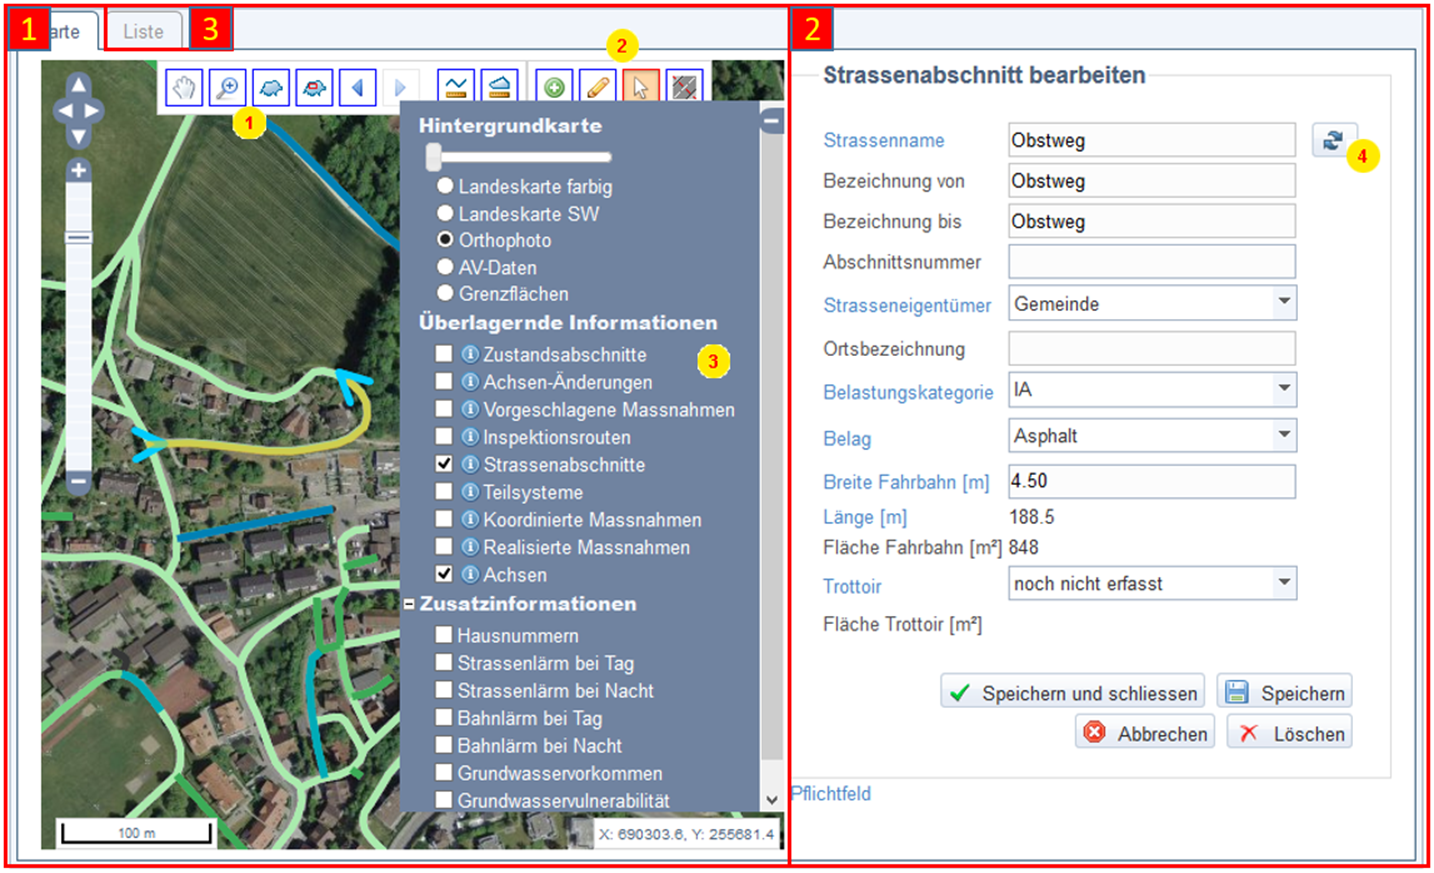 1 arte
Liste
3
2
Strassenabschnitt bearbeiten
2
1
Hintergrundkarte
Landeskarte farbig
Landeskarte SW
Orthophoto
AV-Daten
Grenzflächen
Überlagernde Informationen
Zustandsabschnitte
3
Achsen-Änderungen
Vorgeschlagene Massnahmen
Inspektionsrouten
Strassenabschnitte
Teilsysteme
Koordinierte Massnahmen
Realisierte Massnahmen
Achsen
Zusatzinformationen
Hausnummern
Strassenlärm bei Tag
Strassenlärm bei Nacht
Bahnlärm bei Tag
Bahnlärm bei Nacht
Grundwasservorkommen
Grundwasservulnerabilität
100 m
X: 690303.6, Y: 255681.4
Strassenname Obstweg
4
Bezeichnung von Obstweg
Bezeichnung bis Obstweg
Abschnittsnummer
Strasseneigentümer Gemeinde
Ortsbezeichnung
Belastungskategorie IA
Belag Asphalt
Breite Fahrbahn [m] 4.50
Länge [m] 188.5
Fläche Fahrbahn [m²] 848
Trottoir noch nicht erfasst
Fläche Trottoir [m²]
Speichern und schliessen Speichern
Abbrechen Löschen
Pflichtfeld